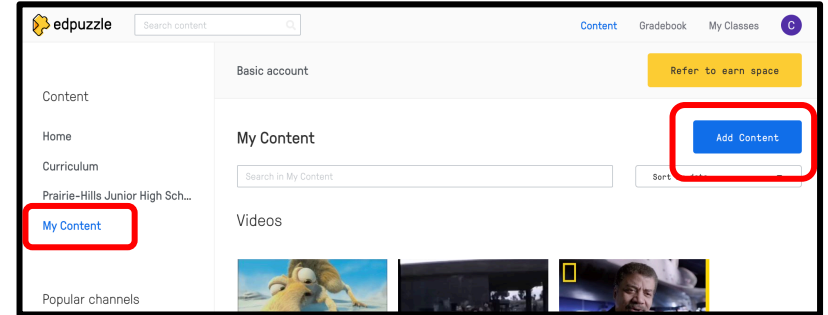 edpuzzle
Search content
Content Gradebook My Classes C
Basic account
Refer to earn space
Content
Home
Curriculum
Prairie-Hills Junior High Sch...
My Content
Popular channels
My Content
Add Content
Search in My Content
Sort
Videos